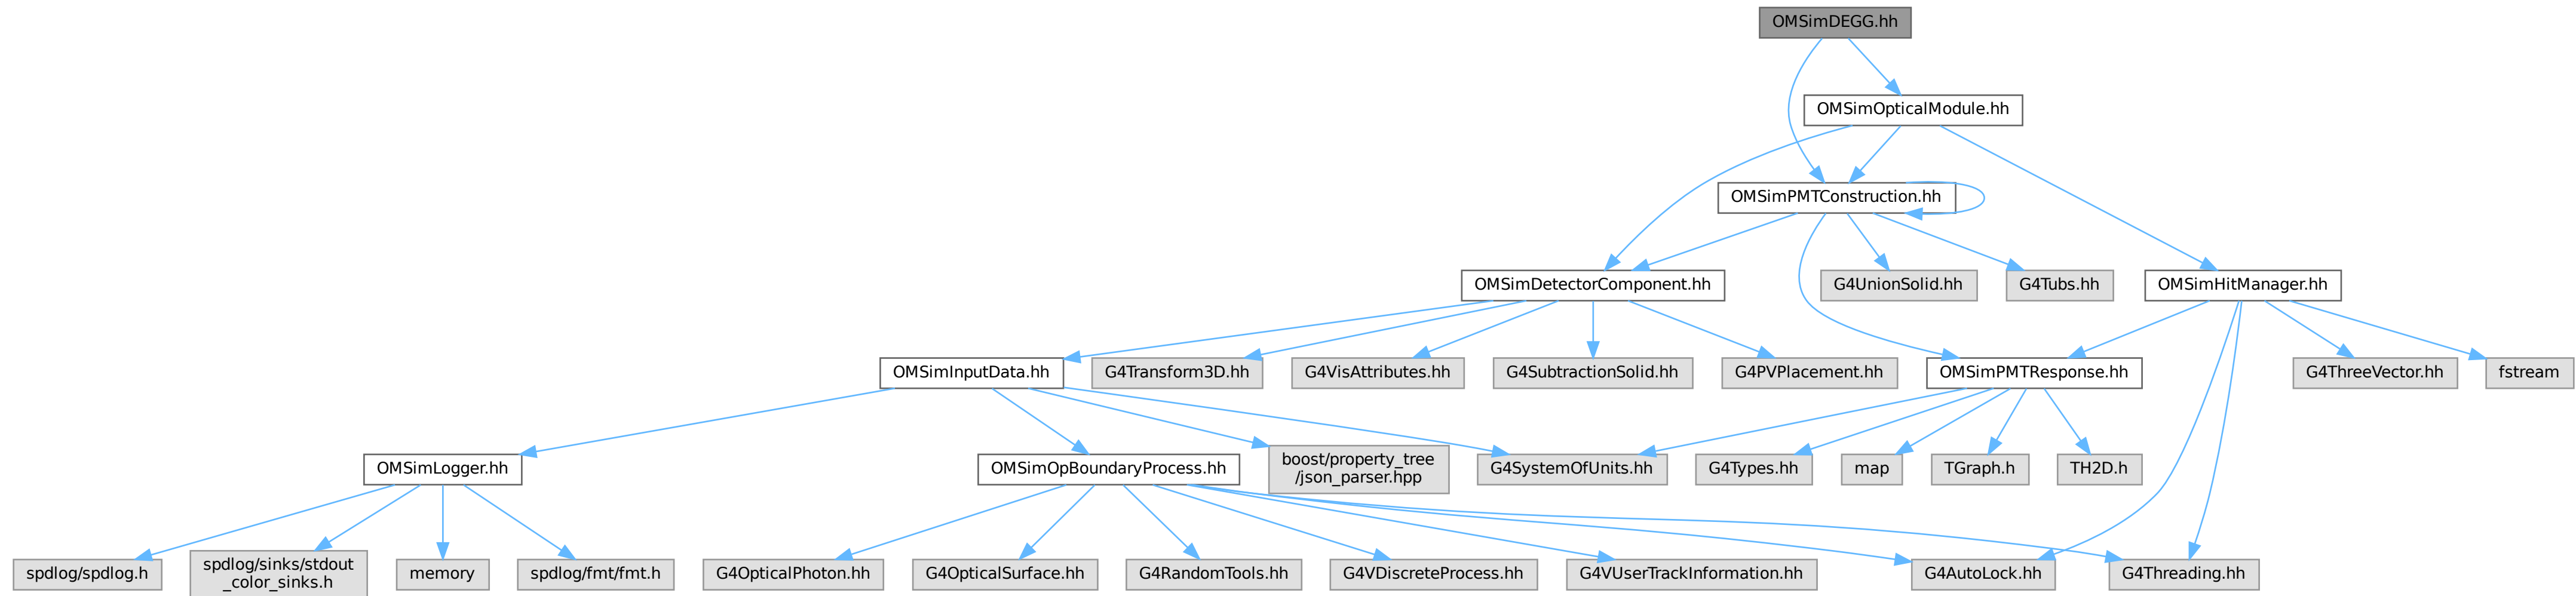 OMSimDEGG.hh
OMSimOpticalModule.hh
OMSimPMTConstruction.hh
OMSimDetectorComponent.hh
G4UnionSolid.hh
G4Tubs.hh
OMSimHitManager.hh
OMSimInputData.hh
G4Transform3D.hh
G4VisAttributes.hh
G4SubtractionSolid.hh
G4PVPlacement.hh
OMSimPMTResponse.hh
G4ThreeVector.hh
fstream
OMSimLogger.hh
OMSimOpBoundaryProcess.hh
boost/property_tree
/json_parser.hpp
G4SystemOfUnits.hh
G4Types.hh
map
TGraph.h
TH2D.h
spdlog/spdlog.h
spdlog/sinks/stdout
_color_sinks.h
memory
spdlog/fmt/fmt.h
G4OpticalPhoton.hh
G4OpticalSurface.hh
G4RandomTools.hh
G4VDiscreteProcess.hh
G4VUserTrackInformation.hh
G4AutoLock.hh
G4Threading.hh